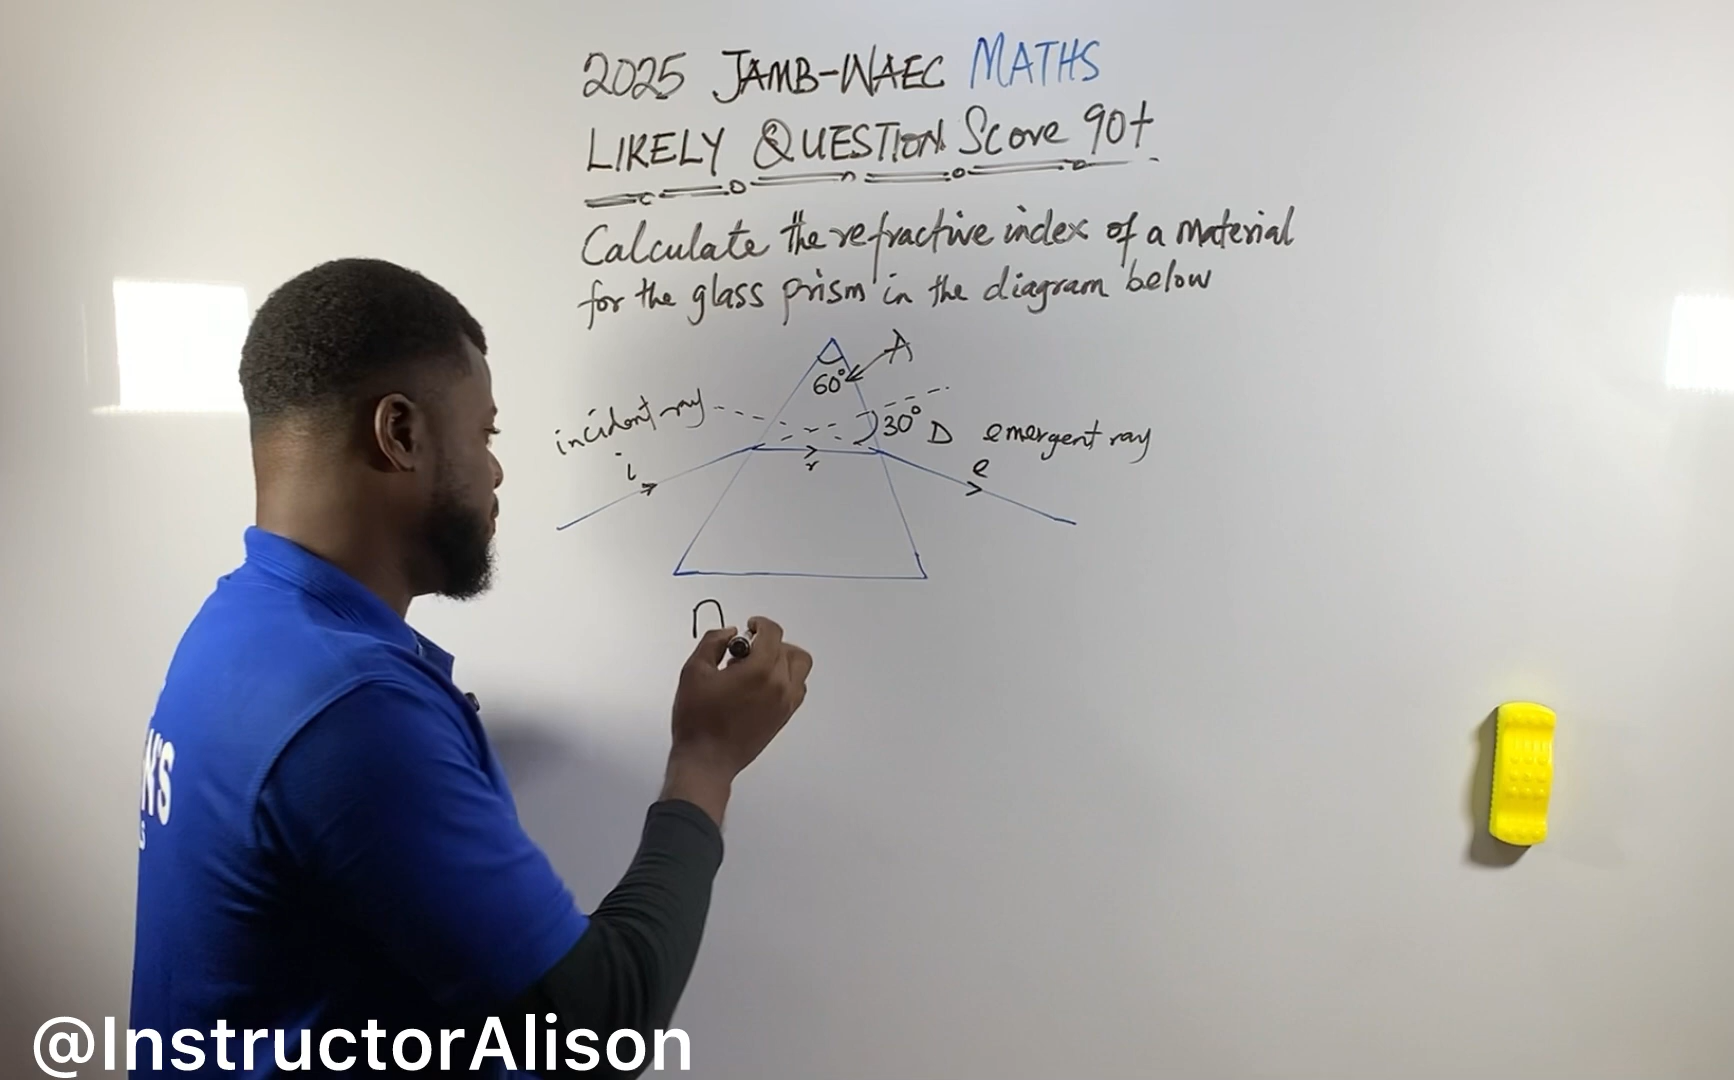 2025 JAMB-WAEC MATHS
LIKELY QUESTION Score 90+
Calculate the refractive index of a material
for the glass prism in the diagram below
A
60°
incident ray
30° D emergent ray
i
r
e
n
N'S
S
@InstructorAlison